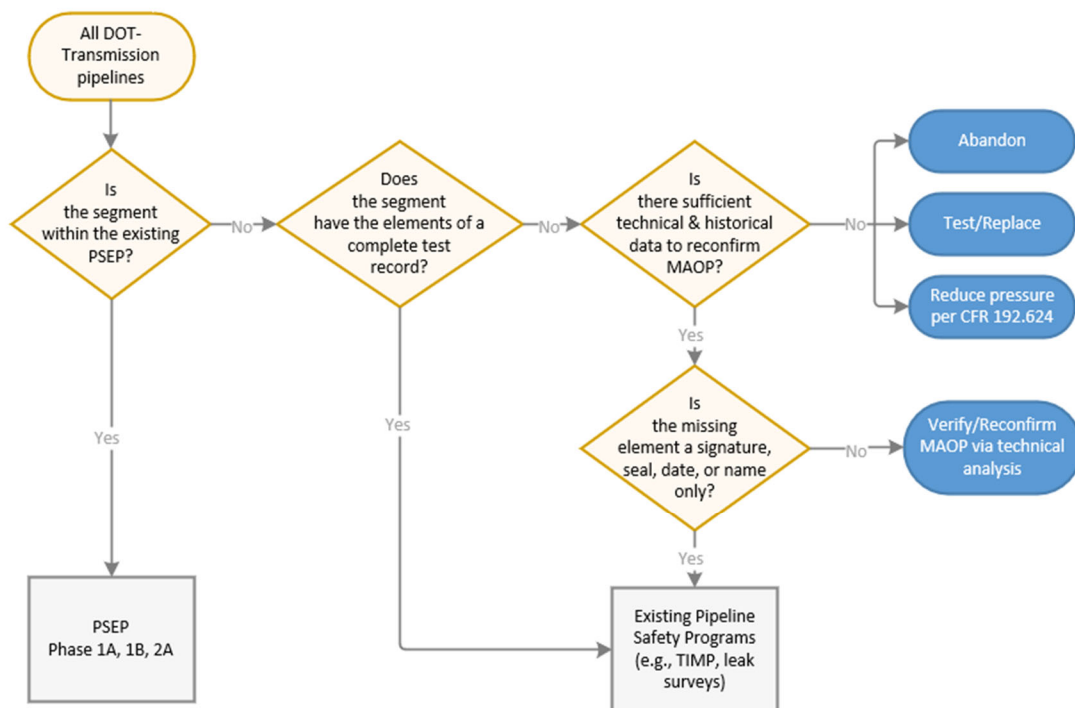 All DOT-
Transmission
pipelines
Is
the segment
within the existing
PSEP?
No
Does
the segment
have the elements of a
complete test
record?
No
Is
there sufficient
technical & historical
data to reconfirm
MAOP?
No
Abandon
Test/Replace
Reduce pressure
per CFR 192.624
Yes
Yes
Yes
Is
the missing
element a signature,
seal, date, or name
only?
No
Verify/Reconfirm
MAOP via technical
analysis
Yes
PSEP
Phase 1A, 1B, 2A
Existing Pipeline
Safety Programs
(e.g., TIMP, leak
surveys)